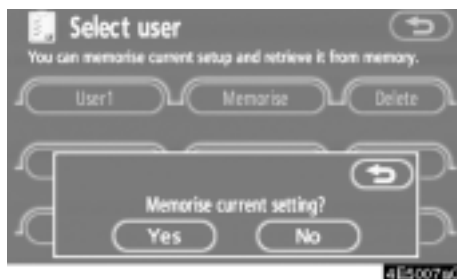 Select user
You can memorise current setup and retrieve it from memory.
User1 Memorise Delete
Memorise current setting?
Yes No